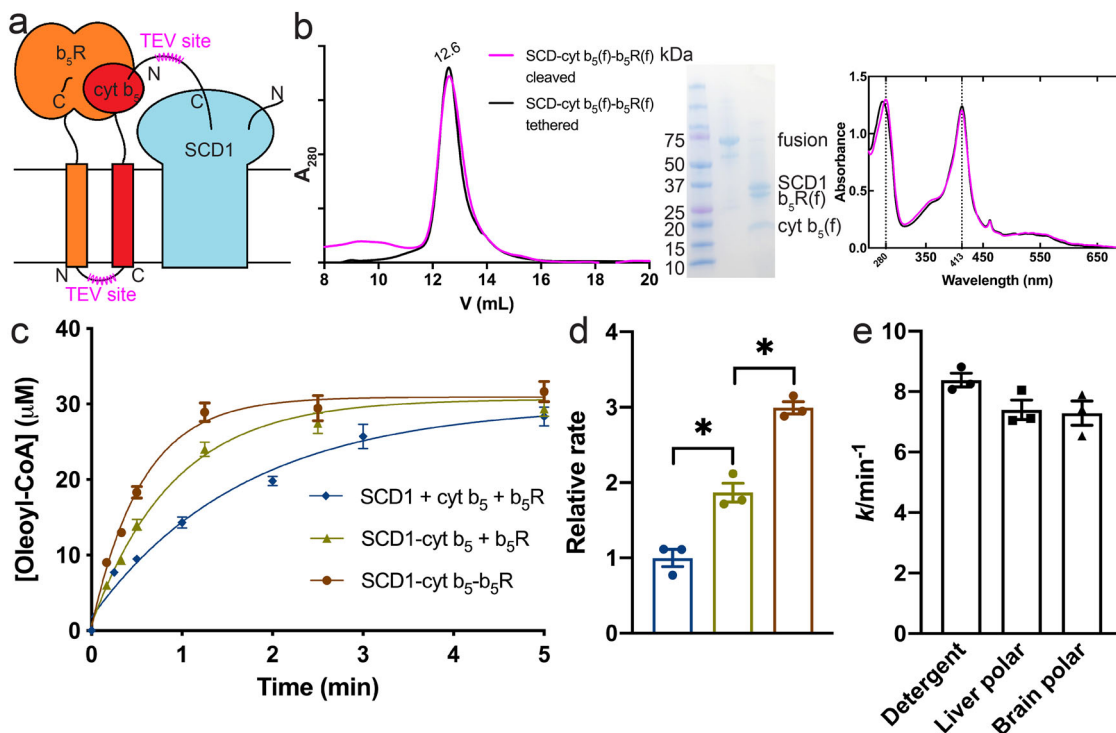 a
TEV site
b₅R
N
C
cyt b₅
C
N
SCD1
N
C
TEV site
b
12.6
SCD-cyt b₅(f)-b₅R(f)
cleaved
SCD-cyt b₅(f)-b₅R(f)
tethered
A₂₈₀
8 10 12 14 16 18 20
V (mL)
kDa
75
50
37
25
20
15
10
fusion
SCD1
b₅R(f)
cyt b₅(f)
Absorbance
1.5
1.0
0.5
0.0
280 350 413 450 550 650
Wavelength (nm)
c
[Oleoyl-CoA] (μM)
40
30
20
10
0
0 1 2 3 4 5
Time (min)
SCD1 + cyt b₅ + b₅R
SCD1-cyt b₅ + b₅R
SCD1-cyt b₅-b₅R
d
Relative rate
4
3
2
1
0
*
*
e
k/min⁻¹
10
8
6
4
2
0
Detergent
Liver polar
Brain polar